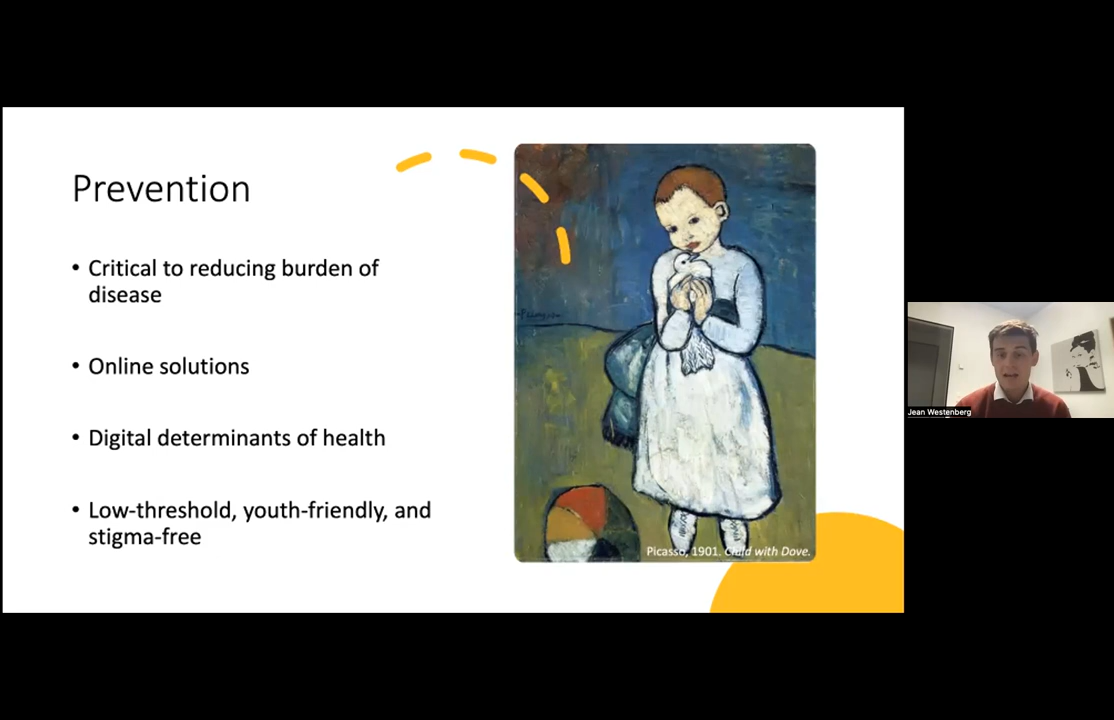 Prevention
• Critical to reducing burden of
disease
• Online solutions
• Digital determinants of health
• Low-threshold, youth-friendly, and
stigma-free
-Picasso-
Picasso, 1901. Child with Dove.
Jean Westenberg